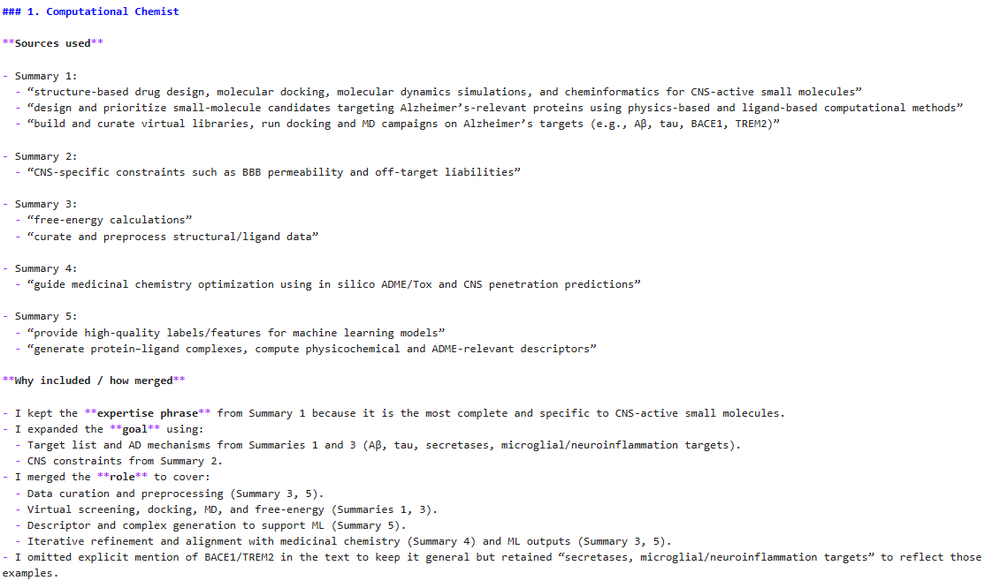 ### 1. Computational Chemist
**Sources used**
- Summary 1:
- “structure-based drug design, molecular docking, molecular dynamics simulations, and cheminformatics for CNS-active small molecules”
- “design and prioritize small-molecule candidates targeting Alzheimer’s-relevant proteins using physics-based and ligand-based computational methods”
- “build and curate virtual libraries, run docking and MD campaigns on Alzheimer’s targets (e.g., Aβ, tau, BACE1, TREM2)”
- Summary 2:
- “CNS-specific constraints such as BBB permeability and off-target liabilities”
- Summary 3:
- “free-energy calculations”
- “curate and preprocess structural/ligand data”
- Summary 4:
- “guide medicinal chemistry optimization using in silico ADME/Tox and CNS penetration predictions”
- Summary 5:
- “provide high-quality labels/features for machine learning models”
- “generate protein–ligand complexes, compute physicochemical and ADME-relevant descriptors”
**Why included / how merged**
- I kept the **expertise phrase** from Summary 1 because it is the most complete and specific to CNS-active small molecules.
- I expanded the **goal** using:
- Target list and AD mechanisms from Summaries 1 and 3 (Aβ, tau, secretases, microglial/neuroinflammation targets).
- CNS constraints from Summary 2.
- I merged the **role** to cover:
- Data curation and preprocessing (Summary 3, 5).
- Virtual screening, docking, MD, and free-energy (Summaries 1, 3).
- Descriptor and complex generation to support ML (Summary 5).
- Iterative refinement and alignment with medicinal chemistry (Summary 4) and ML outputs (Summary 3, 5).
- I omitted explicit mention of BACE1/TREM2 in the text to keep it general but retained “secretases, microglial/neuroinflammation targets” to reflect those
examples.